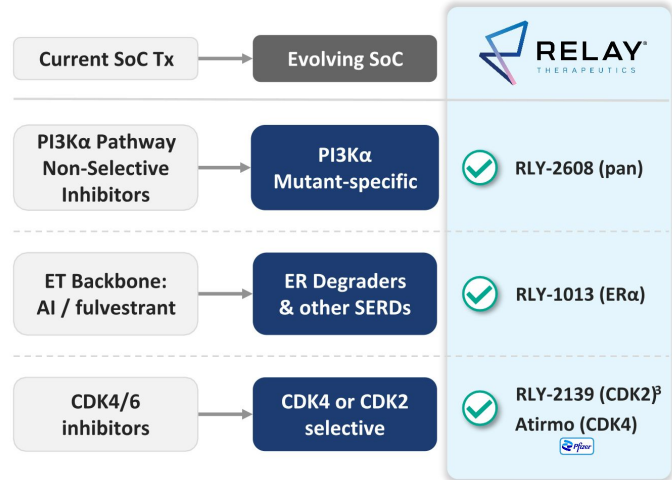 Current SoC Tx
Evolving SoC
RELAY®
THERAPEUTICS
PI3Kα Pathway
Non-Selective
Inhibitors
PI3Kα
Mutant-specific
RLY-2608 (pan)
ET Backbone:
AI / fulvestrant
ER Degraders
& other SERDs
RLY-1013 (ERα)
CDK4/6
inhibitors
CDK4 or CDK2
selective
RLY-2139 (CDK2)³
Atirmo (CDK4)
Pfizer